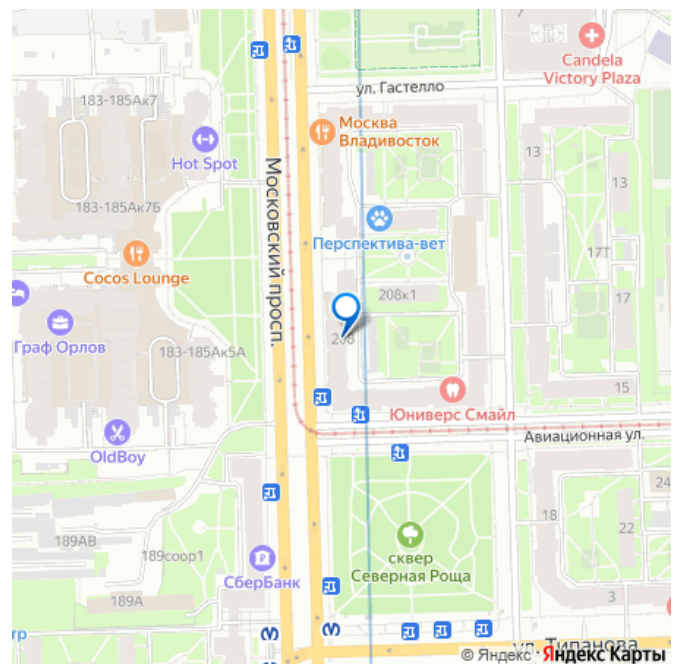 Candela
Victory Plaza
ул. Гастелло
183-185Ак7
Москва
Владивосток
Hot Spot
13
13
183-185Ак7Б
Московский просп.
Перспектива-вет
17Т
Cocos Lounge
208к1
17
Граф Орлов
208
183-185Ак5А
15
Юниверс Смайл
OldBoy
Авиационная ул.
24
18
22
189АВ
189соор1
сквер
Северная Роща
СберБанк
189А
3
тр
ул. Типанова
© Яндекс Яндекс Карты